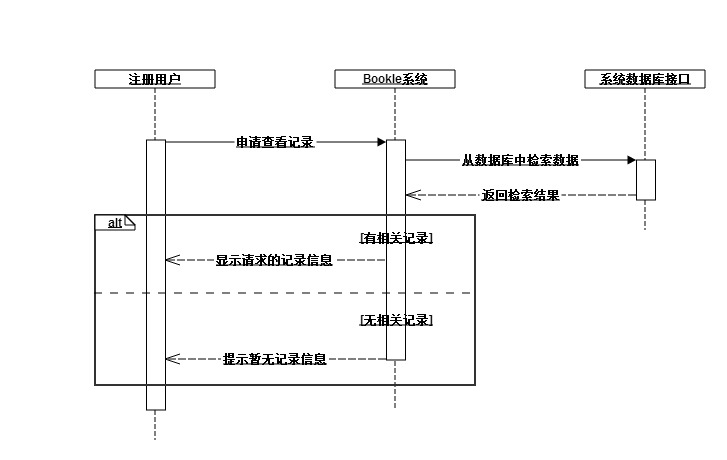 注册用户
Bookle系统
系统数据库接口
申请查看记录
从数据库中检索数据
返回检索结果
alt
[有相关记录]
显示请求的记录信息
[无相关记录]
提示暂无记录信息